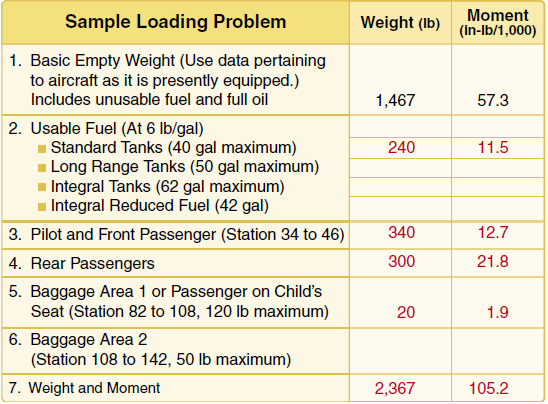 Sample Loading Problem Weight (lb) Moment
(in-lb/1,000)
1. Basic Empty Weight (Use data pertaining
to aircraft as it is presently equipped.)
Includes unusable fuel and full oil 1,467 57.3
2. Usable Fuel (At 6 lb/gal)
■ Standard Tanks (40 gal maximum) 240 11.5
■ Long Range Tanks (50 gal maximum)
■ Integral Tanks (62 gal maximum)
■ Integral Reduced Fuel (42 gal)
3. Pilot and Front Passenger (Station 34 to 46) 340 12.7
4. Rear Passengers 300 21.8
5. Baggage Area 1 or Passenger on Child’s
Seat (Station 82 to 108, 120 lb maximum) 20 1.9
6. Baggage Area 2
(Station 108 to 142, 50 lb maximum)
7. Weight and Moment 2,367 105.2